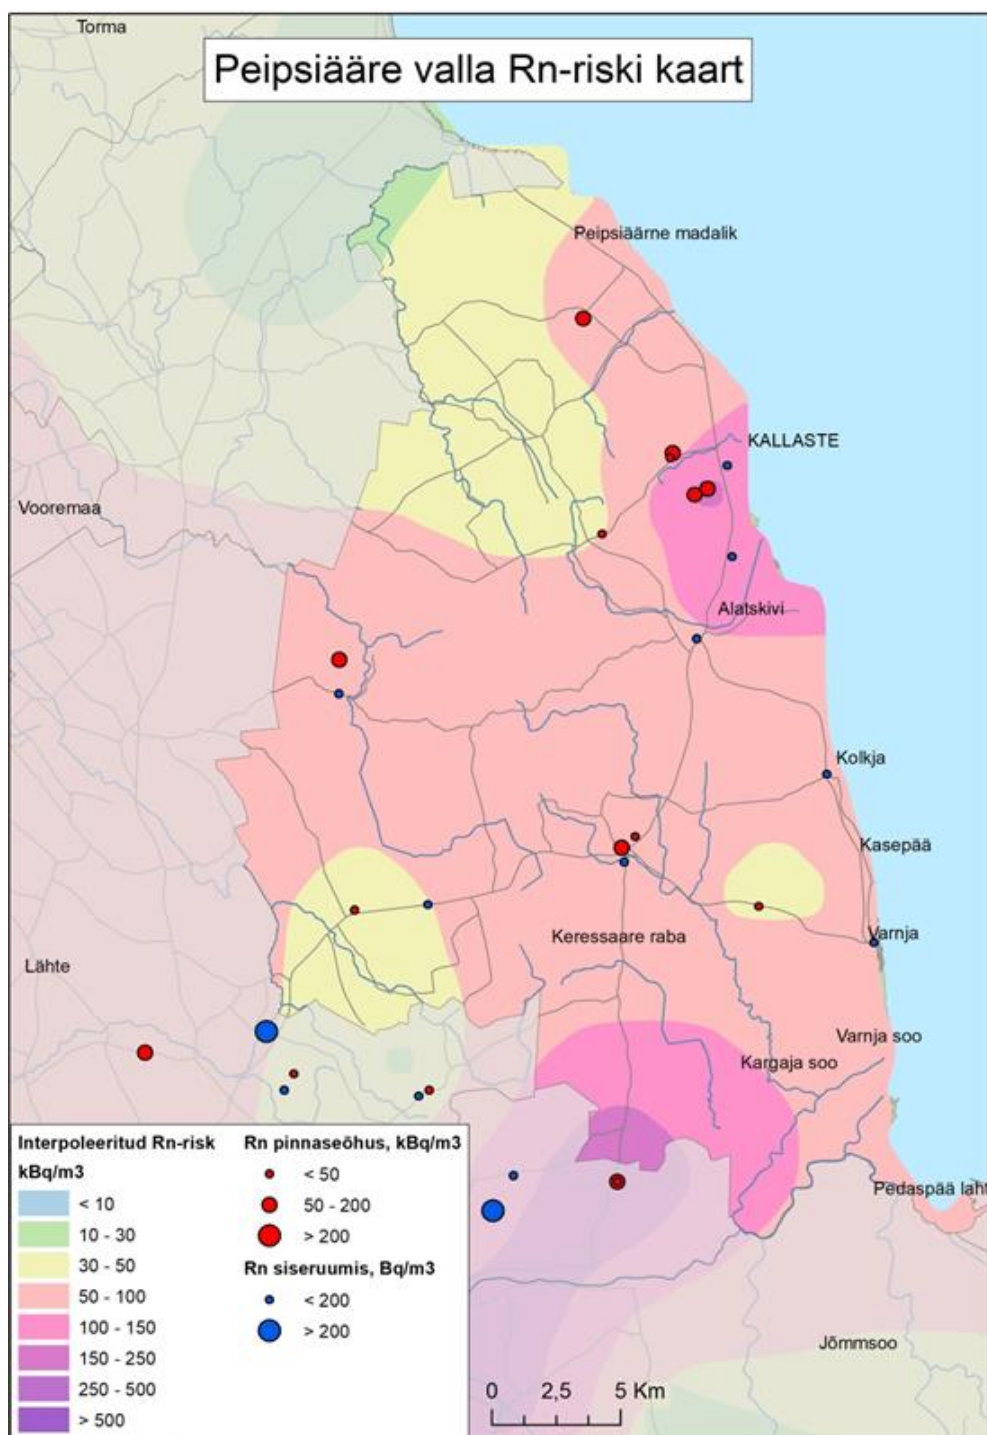 Torma
Peipsiääre valla Rn-riski kaart
Peipsiäärne madalik
KALLASTE
Vooremaa
Alatskivi
Kolkja
Kasepää
Varnja
Keressaare raba
Lähte
Varnja soo
Kargaja soo
Pedaspää laht
Jõmmsoo
Interpoleeritud Rn-risk
kBq/m3
< 10
10 - 30
30 - 50
50 - 100
100 - 150
150 - 250
250 - 500
> 500
Rn pinnaseõhus, kBq/m3
< 50
50 - 200
> 200
Rn siseruumis, Bq/m3
< 200
> 200
0 2,5 5 Km